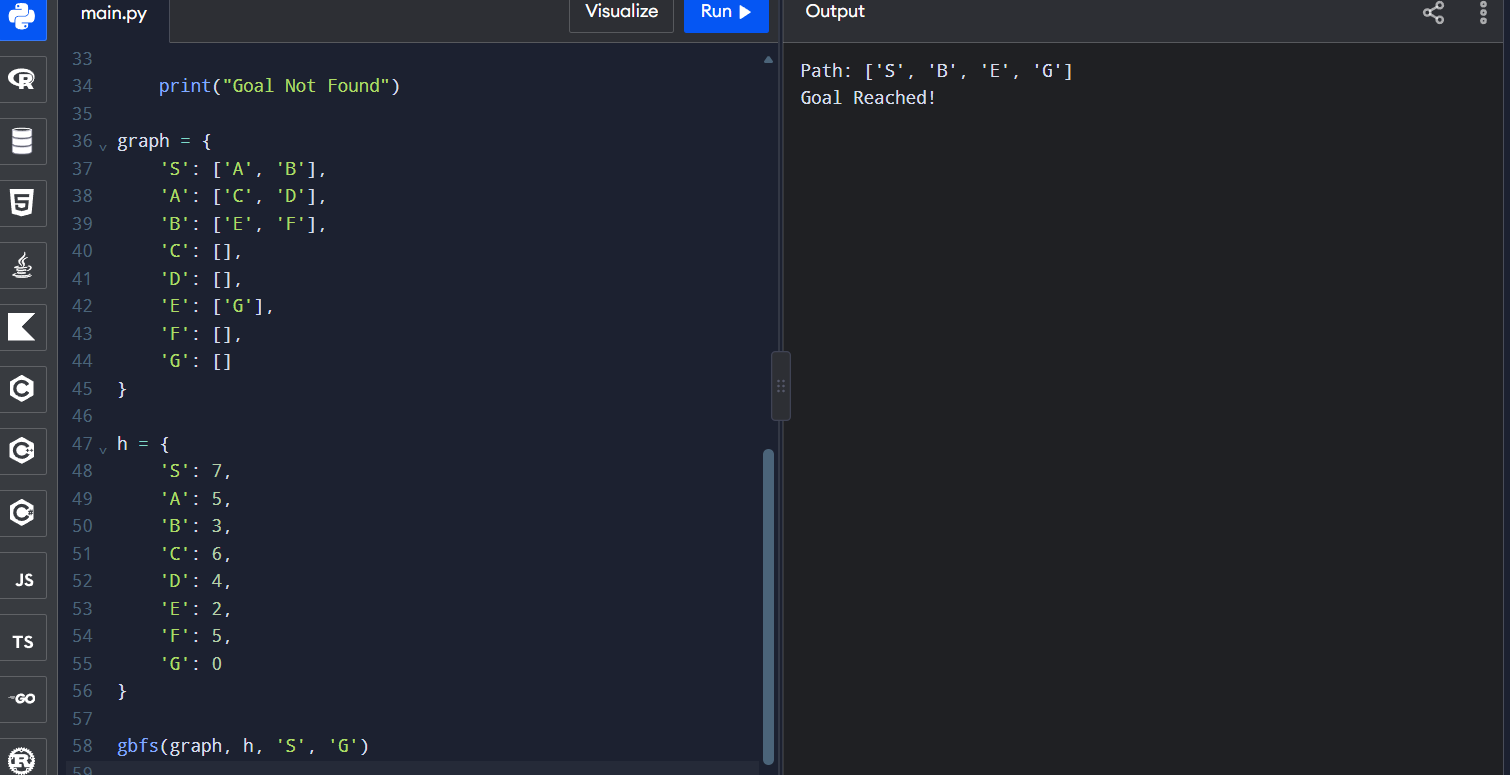 main.py
Visualize
Run
Output
33
34 print("Goal Not Found")
35
36 graph = {
37 'S': ['A', 'B'],
38 'A': ['C', 'D'],
39 'B': ['E', 'F'],
40 'C': [],
41 'D': [],
42 'E': ['G'],
43 'F': [],
44 'G': []
45 }
46
47 h = {
48 'S': 7,
49 'A': 5,
50 'B': 3,
51 'C': 6,
52 'D': 4,
53 'E': 2,
54 'F': 5,
55 'G': 0
56 }
57
58 gbfs(graph, h, 'S', 'G')
59
Path: ['S', 'B', 'E', 'G']
Goal Reached!
R
5
C
C++
C#
JS
TS
GO
R